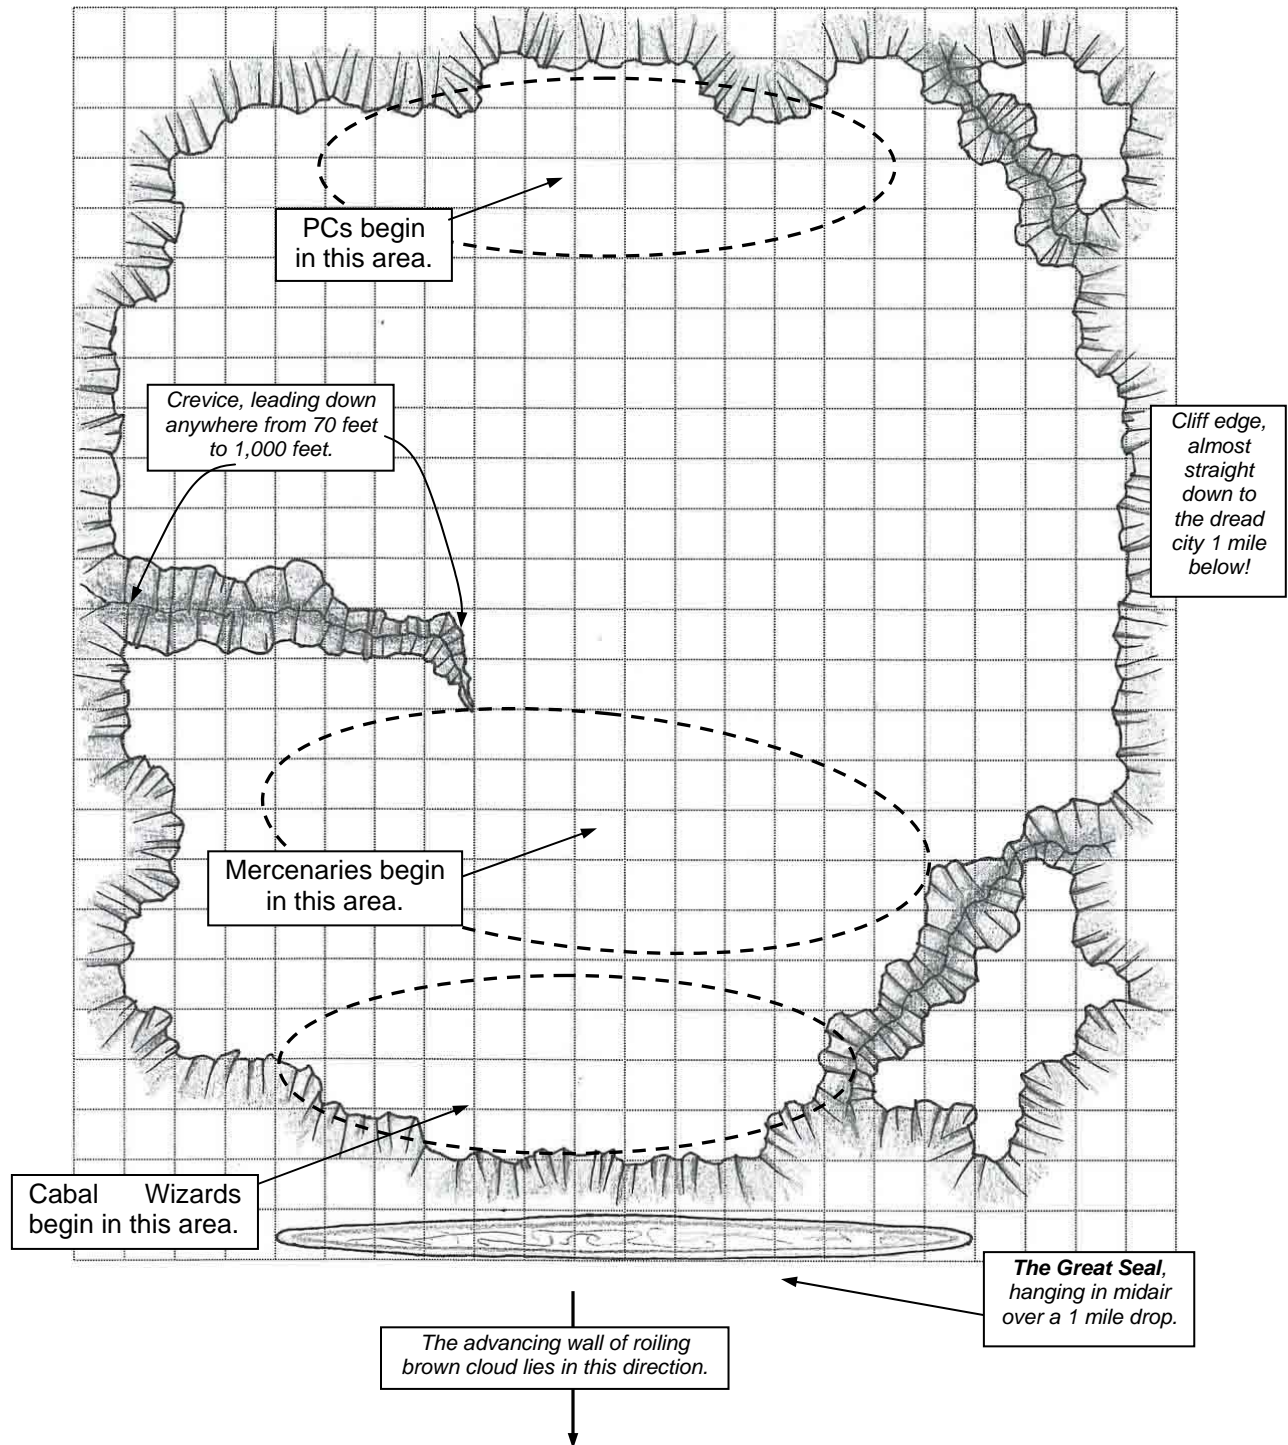 PCs begin
in this area.
Crevice, leading down
anywhere from 70 feet
to 1,000 feet.
Cliff edge,
almost
straight
down to
the dread
city 1 mile
below!
Mercenaries begin
in this area.
Cabal Wizards
begin in this area.
The Great Seal,
hanging in midair
over a 1 mile drop.
The advancing wall of roiling
brown cloud lies in this direction.